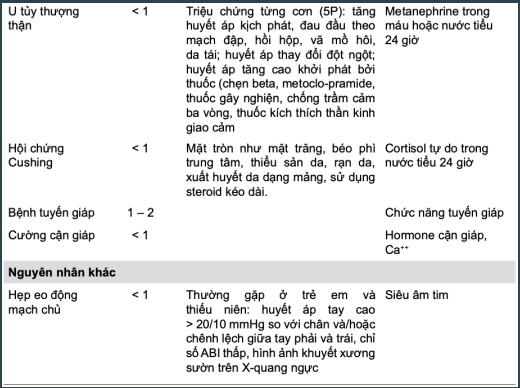 U tủy thượng < 1 Triệu chứng từng cơn (5P): tăng Metanephrine trong
thận huyết áp kịch phát, đau đầu theo máu hoặc nước tiểu
mạch đập, hồi hộp, vã mồ hôi, 24 giờ
da tái; huyết áp thay đổi đột ngột;
huyết áp tăng cao khởi phát bởi
thuốc (chẹn beta, metoclo-pramide,
thuốc gây nghiện, chống trầm cảm
ba vòng, thuốc kích thích thần kinh
giao cảm
Hội chứng < 1 Mặt tròn như mặt trăng, béo phì Cortisol tự do trong
Cushing trung tâm, thiểu sản da, rạn da, nước tiểu 24 giờ
xuất huyết da dạng mảng, sử dụng
steroid kéo dài.
Bệnh tuyến giáp 1 – 2 Chức năng tuyến giáp
Cường cận giáp < 1 Hormone cận giáp,
Ca⁺⁺
Nguyên nhân khác
Hẹp eo động < 1 Thường gặp ở trẻ em và Siêu âm tim
mạch chủ thiếu niên: huyết áp tay cao
> 20/10 mmHg so với chân và/hoặc
chênh lệch giữa tay phải và trái, chỉ
số ABI thấp, hình ảnh khuyết xương
sườn trên X-quang ngực